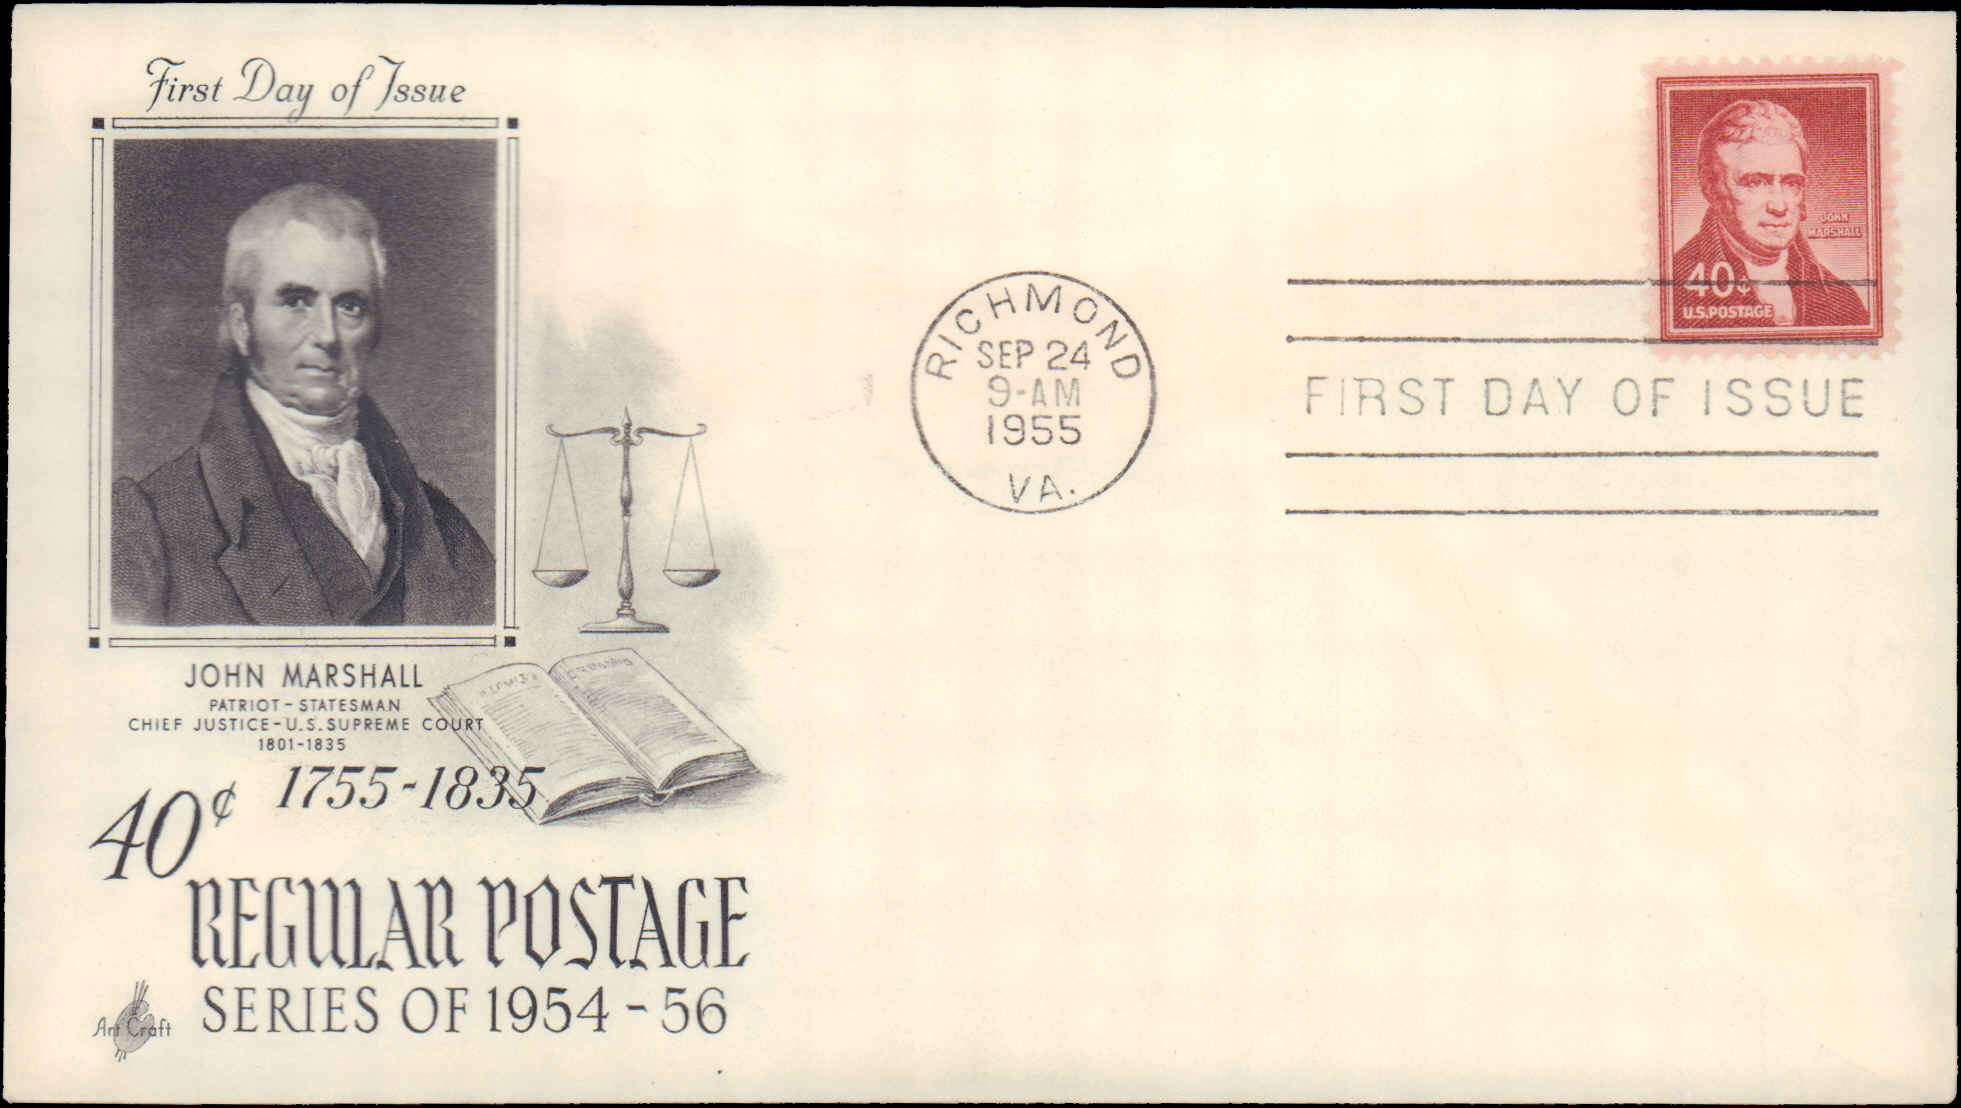 First Day of Issue
JOHN MARSHALL
PATRIOT-STATESMAN
CHIEF JUSTICE-U.S. SUPREME COURT
1801-1835
1755-1835
40¢
REGULAR POSTAGE
SERIES OF 1954-56
Art Craft
RICHMOND
SEP 24
9-AM
1955
VA.
JOHN
MARSHALL
40¢
U.S. POSTAGE
FIRST DAY OF ISSUE